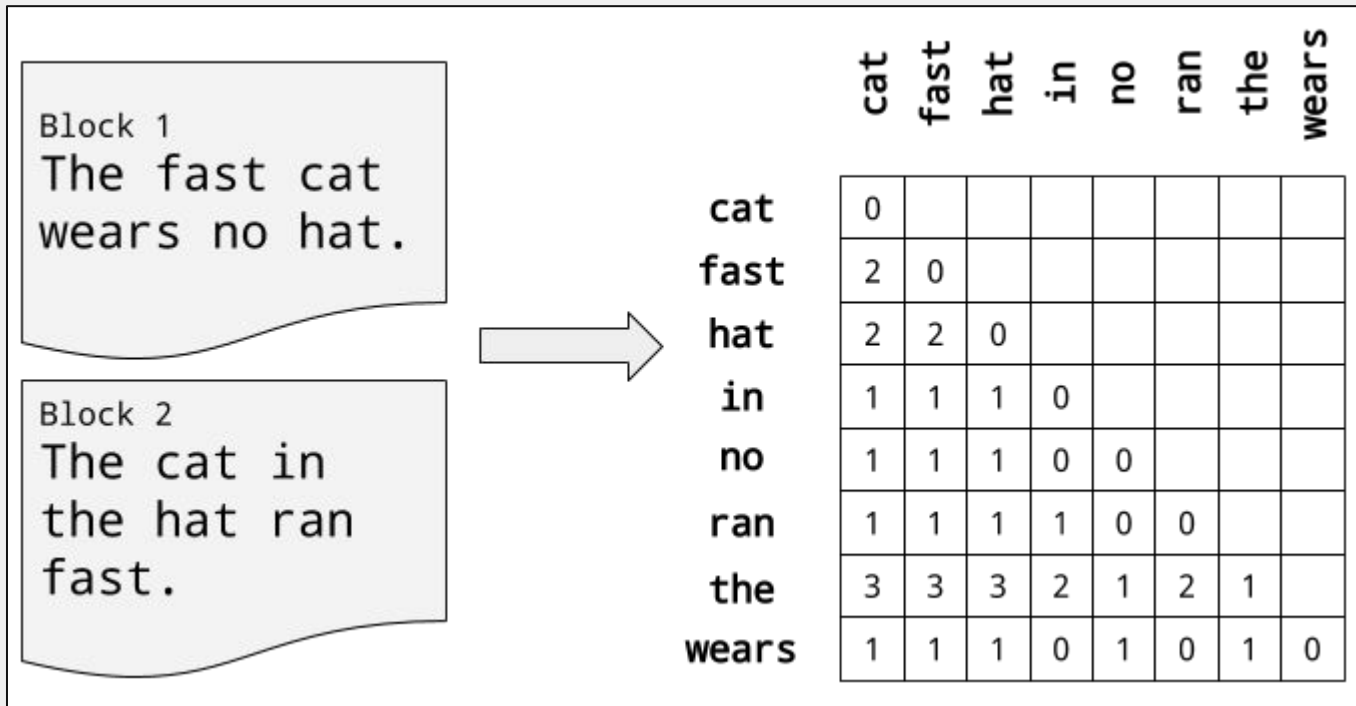 Block 1
The fast cat
wears no hat.
Block 2
The cat in
the hat ran
fast.
cat fast hat in no ran the wears
cat 0
fast 2 0
hat 2 2 0
in 1 1 1 0
no 1 1 1 0 0
ran 1 1 1 1 0 0
the 3 3 3 2 1 2 1
wears 1 1 1 0 1 0 1 0